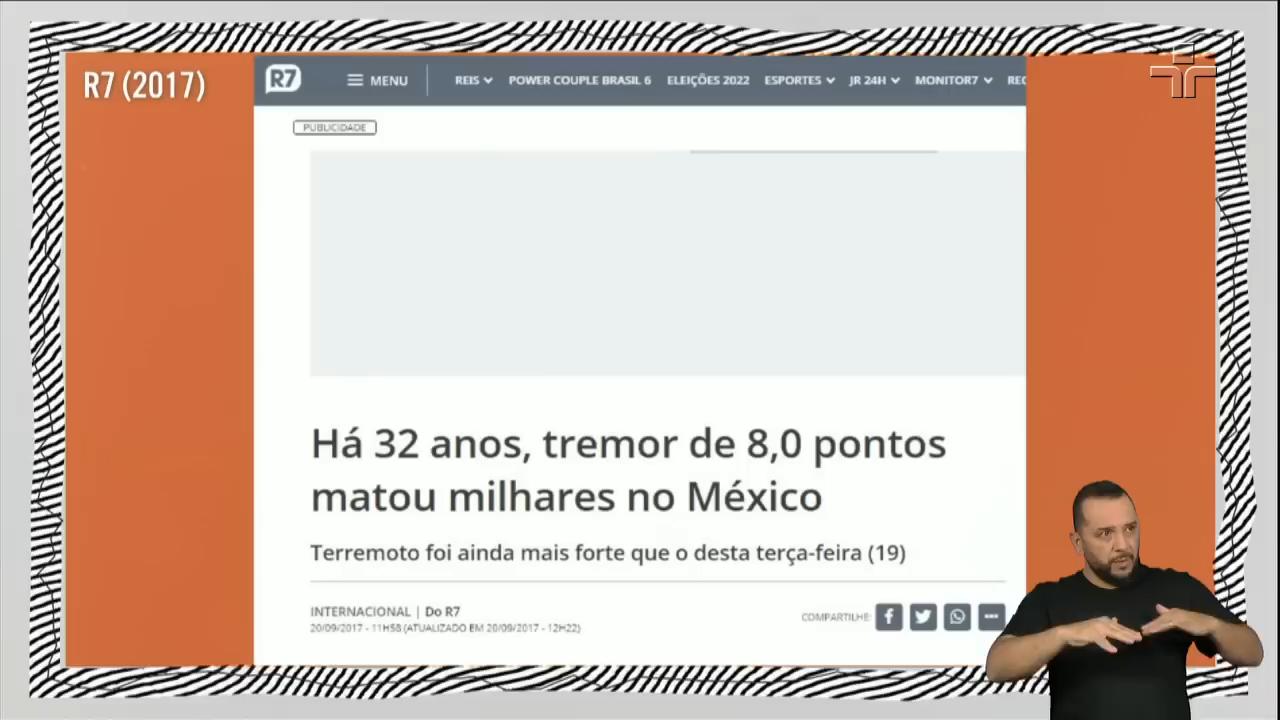 R7 (2017)
R7 MENU REIS POWER COUPLE BRASIL 6 ELEIÇÕES 2022 ESPORTES JR 24H MONITOR7 REC
PUBLICIDADE
Há 32 anos, tremor de 8,0 pontos
matou milhares no México
Terremoto foi ainda mais forte que o desta terça-feira (19)
INTERNACIONAL | Do R7
20/09/2017 - 11H58 (ATUALIZADO EM 20/09/2017 - 12H22)
COMPARTILHE: